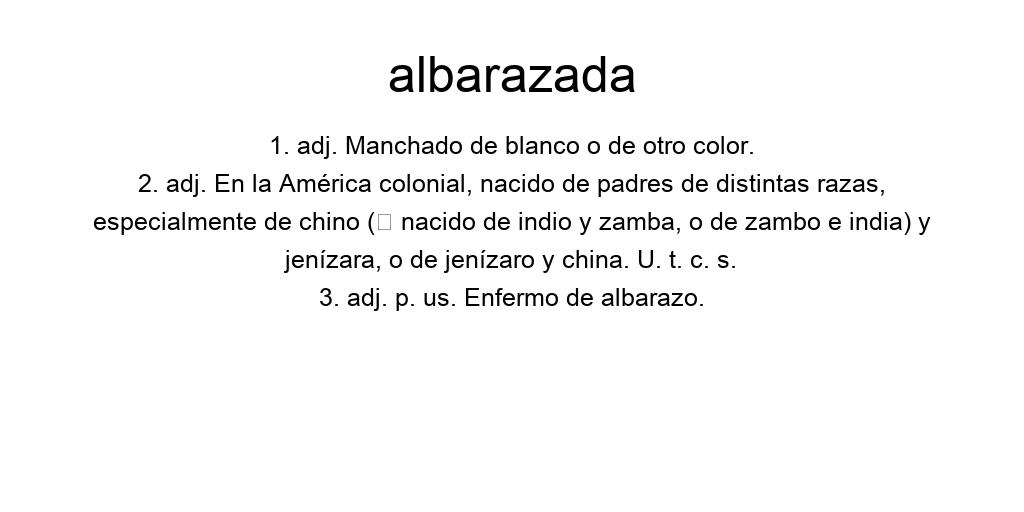 albarazada
1. adj. Manchado de blanco o de otro color.
2. adj. En la América colonial, nacido de padres de distintas razas,
especialmente de chino (□ nacido de indio y zamba, o de zambo e india) y
jenízara, o de jenízaro y china. U. t. c. s.
3. adj. p. us. Enfermo de albarazo.